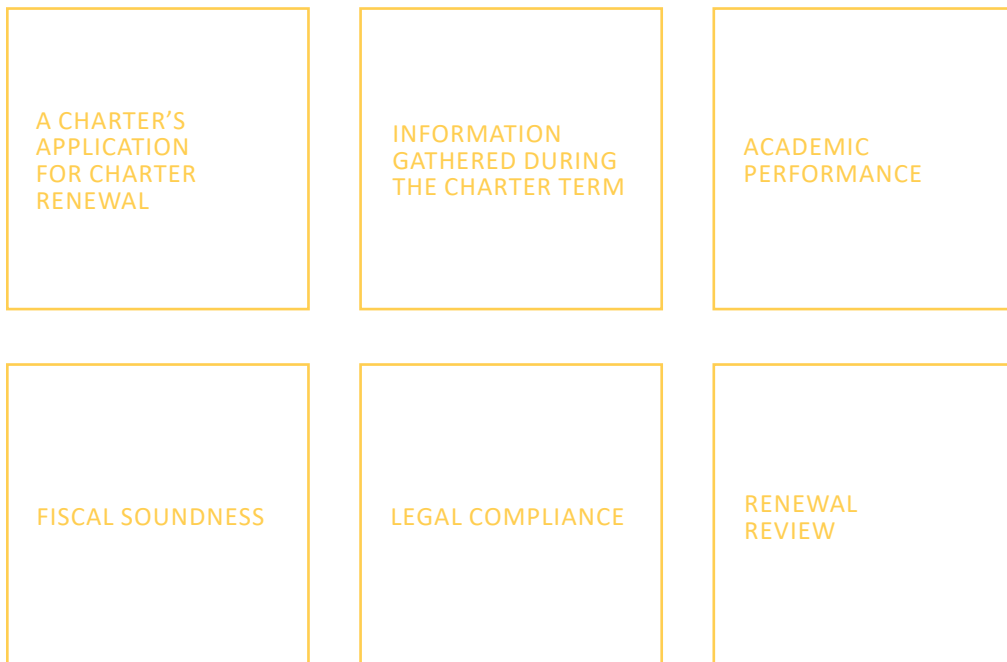 A CHARTER’S
APPLICATION
FOR CHARTER
RENEWAL
INFORMATION
GATHERED DURING
THE CHARTER TERM
ACADEMIC
PERFORMANCE
FISCAL SOUNDNESS
LEGAL COMPLIANCE
RENEWAL
REVIEW